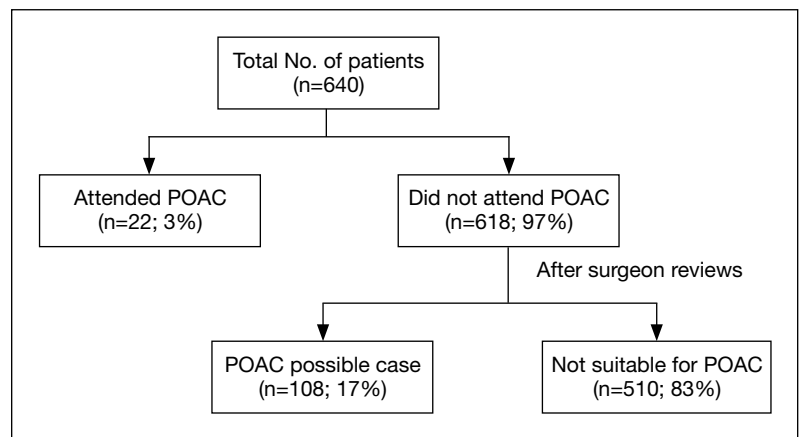 Total No. of patients
(n=640)
Attended POAC
(n=22; 3%)
Did not attend POAC
(n=618; 97%)
After surgeon reviews
POAC possible case
(n=108; 17%)
Not suitable for POAC
(n=510; 83%)